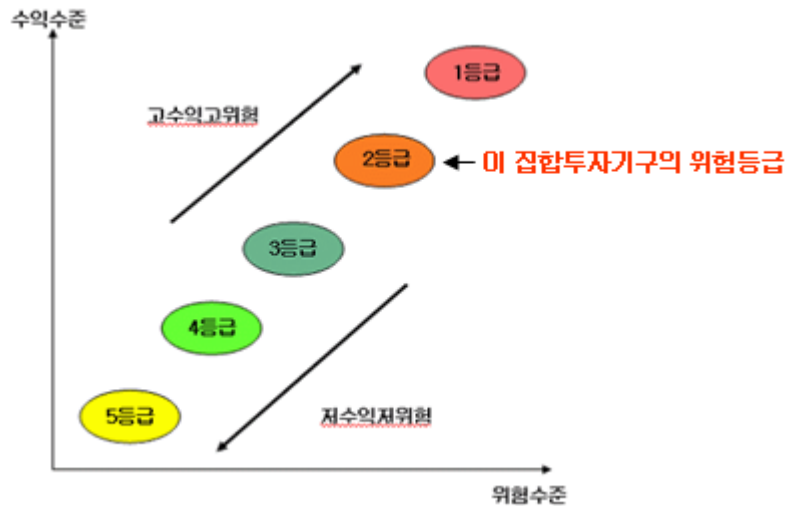 수익수준
1등급
고수익고위험
2등급
이 집합투자기구의 위험등급
3등급
4등급
5등급
저수익저위험
위험수준